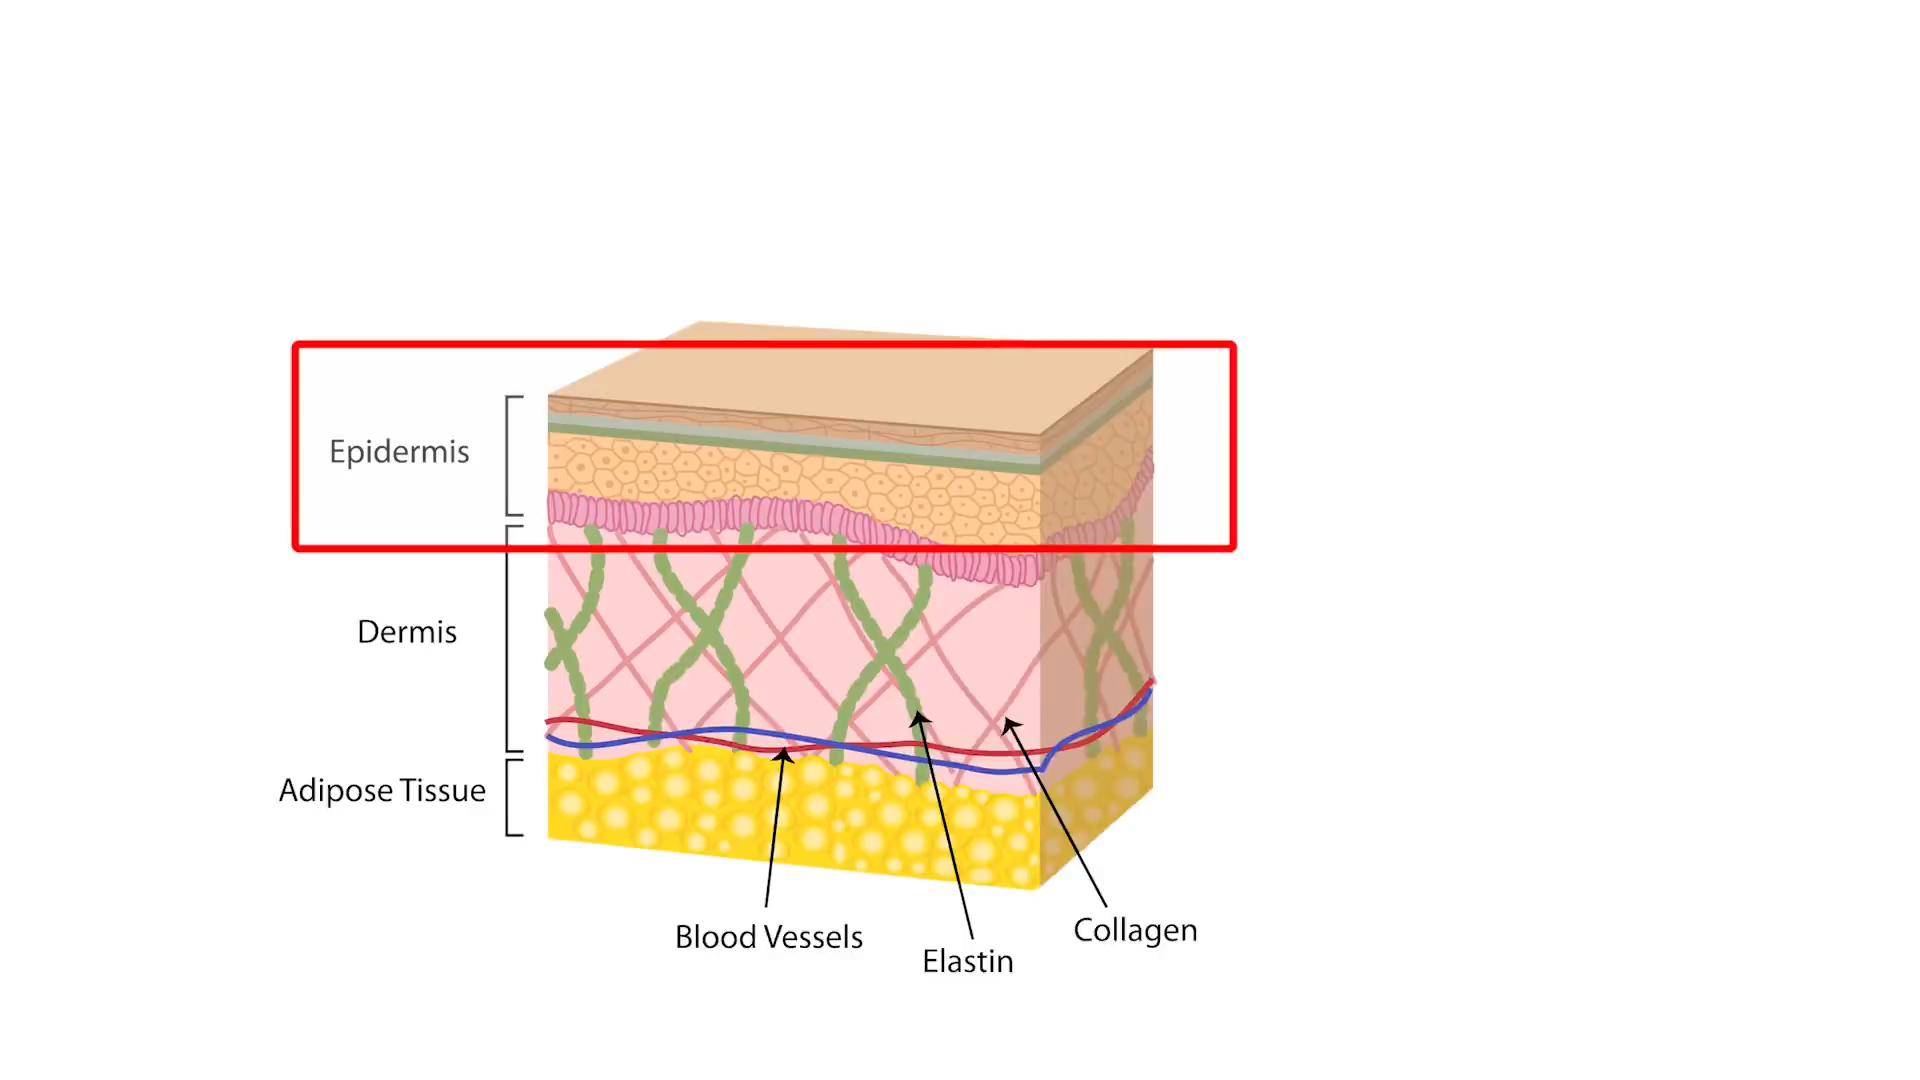 Epidermis
Dermis
Adipose Tissue
Blood Vessels
Elastin
Collagen